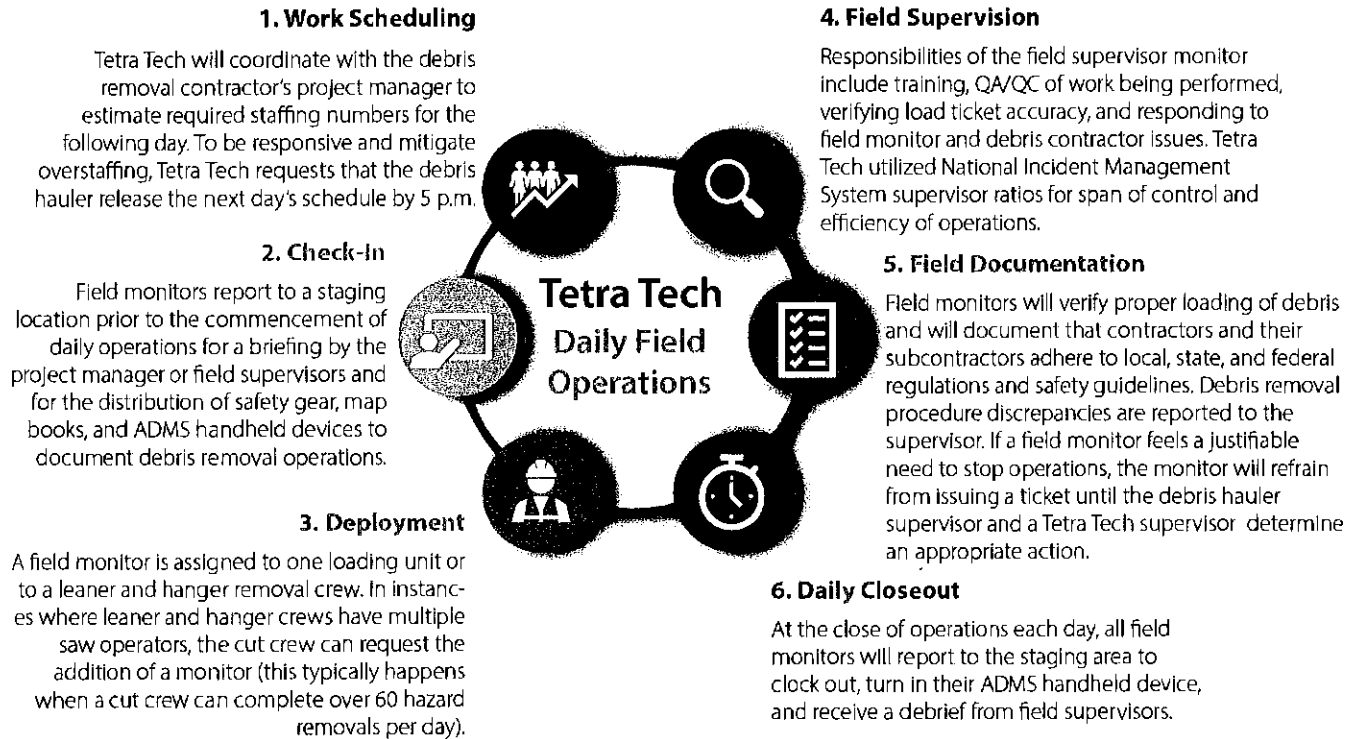 1. Work Scheduling
Tetra Tech will coordinate with the debris
removal contractor's project manager to
estimate required staffing numbers for the
following day. To be responsive and mitigate
overstaffing, Tetra Tech requests that the debris
hauler release the next day's schedule by 5 p.m.
2. Check-In
Field monitors report to a staging
location prior to the commencement of
daily operations for a briefing by the
project manager or field supervisors and
for the distribution of safety gear, map
books, and ADMS handheld devices to
document debris removal operations.
3. Deployment
A field monitor is assigned to one loading unit or
to a leaner and hanger removal crew. In instanc-
es where leaner and hanger crews have multiple
saw operators, the cut crew can request the
addition of a monitor (this typically happens
when a cut crew can complete over 60 hazard
removals per day).
Tetra Tech
Daily Field
Operations
4. Field Supervision
Responsibilities of the field supervisor monitor
include training, QA/QC of work being performed,
verifying load ticket accuracy, and responding to
field monitor and debris contractor issues. Tetra
Tech utilized National Incident Management
System supervisor ratios for span of control and
efficiency of operations.
5. Field Documentation
Field monitors will verify proper loading of debris
and will document that contractors and their
subcontractors adhere to local, state, and federal
regulations and safety guidelines. Debris removal
procedure discrepancies are reported to the
supervisor. If a field monitor feels a justifiable
need to stop operations, the monitor will refrain
from issuing a ticket until the debris hauler
supervisor and a Tetra Tech supervisor determine
an appropriate action.
6. Daily Closeout
At the close of operations each day, all field
monitors will report to the staging area to
clock out, turn in their ADMS handheld device,
and receive a debrief from field supervisors.